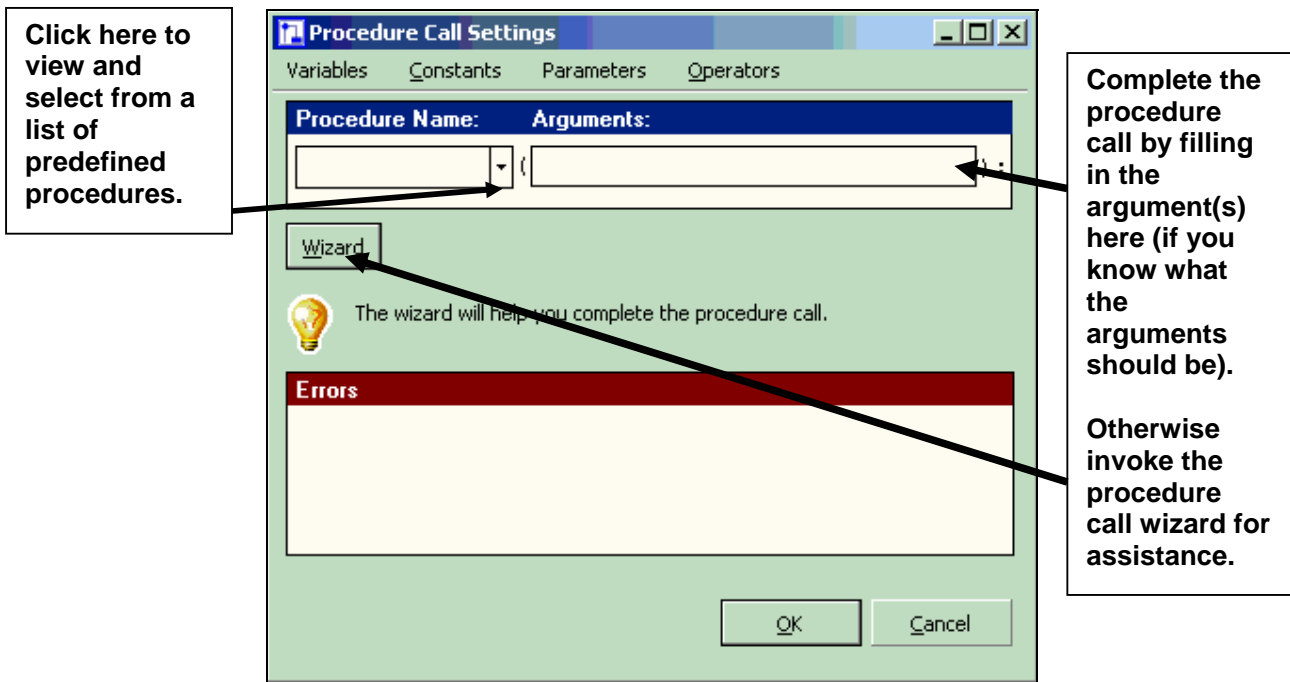 Click here to
view and
select from a
list of
predefined
procedures.
Procedure Call Settings
Variables Constants Parameters Operators
Procedure Name: Arguments:
( ) ;
Wizard
The wizard will help you complete the procedure call.
Errors
OK Cancel
Complete the
procedure
call by filling
in the
argument(s)
here (if you
know what
the
arguments
should be).
Otherwise
invoke the
procedure
call wizard for
assistance.